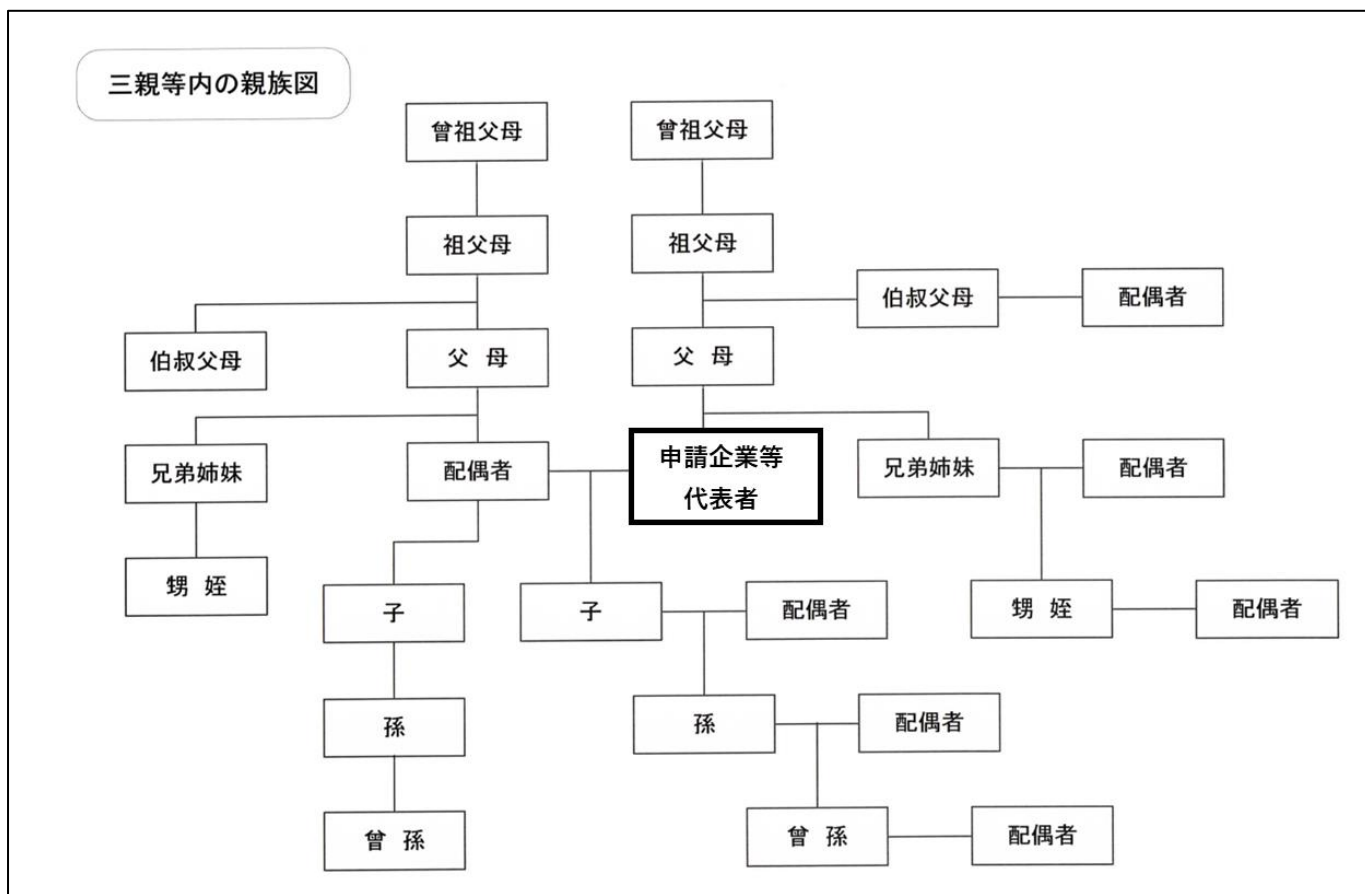 三親等内の親族図
曾祖父母
曾祖父母
祖父母
祖父母
伯叔父母
配偶者
伯叔父母
父 母
父 母
兄弟姉妹
配偶者
申請企業等
代表者
兄弟姉妹
配偶者
甥 姪
子
子
配偶者
甥 姪
配偶者
孫
孫
配偶者
曾 孫
曾 孫
配偶者